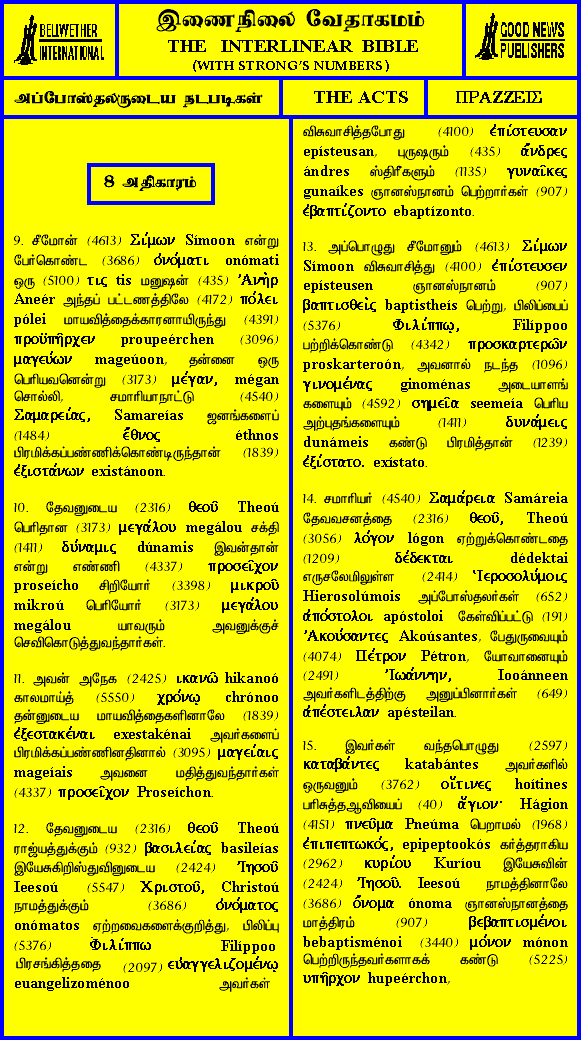 BELLWETHER
INTERNATIONAL
இணைநிலை வேதாகமம்
THE INTERLINEAR BIBLE
(WITH STRONG'S NUMBERS)
GOOD NEWS
PUBLISHERS
அப்போஸ்தலருடைய நடபடிகள்
THE ACTS
ΠΡΑΖΖΕΙΣ
8 அதிகாரம்
9. சீமோன் (4613) Σίμων Símoon என்று
பேர்கொண்ட (3686) ὀνόματι onómati
ஒரு (5100) τις tis மனுஷன் (435) Ἀνὴρ
Aneér அந்தப் பட்டணத்திலே (4172) πόλει
pólei மாயவித்தைக்காரனாயிருந்து (4391)
προϋπῆρχεν proupeérchen (3096)
μαγεύων mageúoon, தன்னை ஒரு
பெரியவனென்று (3173) μέγαν, mégan
சொல்லி, சமாரியாநாட்டு (4540)
Σαμαρείας, Samareías ஜனங்களைப்
(1484) ἔθνος éthnos
பிரமிக்கப்பண்ணிக்கொண்டிருந்தான் (1839)
ἐξιστάνων existánoon.
10. தேவனுடைய (2316) θεοῦ Theoú
பெரிதான (3173) μεγάλου megálou சக்தி
(1411) δύναμις dúnamis இவன்தான்
என்று எண்ணி (4337) προσεῖχον
proseícho சிறியோர் (3398) μικροῦ
mikroú பெரியோர் (3173) μεγάλου
megálou யாவரும் அவனுக்குச்
செவிகொடுத்துவந்தார்கள்.
11. அவன் அநேக (2425) ικανῶ hikanoó
காலமாய்த் (5550) χρόνῳ chrónoo
தன்னுடைய மாயவித்தைகளினாலே (1839)
ἐξεστακέναι exestakénai அவர்களைப்
பிரமிக்கப்பண்ணினதினால் (3095) μαγείαις
mageíais அவனை மதித்துவந்தார்கள்
(4337) προσεῖχον Proseíchon.
12. தேவனுடைய (2316) θεοῦ Theoú
ராஜ்யத்துக்கும் (932) βασιλείας basileías
இயேசுகிறிஸ்துவினுடைய (2424) Ἰησοῦ
Ieesoú (5547) Χριστοῦ, Christoú
நாமத்துக்கும் (3686) ὀνόματος
onómatos ஏற்றவைகளைக்குறித்து, பிலிப்பு
(5376) Φιλίππω Filíppoo
பிரசங்கித்ததை (2097) εὐαγγελιζομένῳ
euangelizoménoo அவர்கள்
விசுவாசித்தபோது (4100) ἐπίστευσαν
epísteusan, புருஷரும் (435) ἄνδρες
ándres ஸ்திரீகளும் (1135) γυναῖκες
gunaíkes ஞானஸ்நானம் பெற்றார்கள் (907)
ἐβαπτίζοντο ebaptízonto.
13. அப்பொழுது சீமோனும் (4613) Σίμων
Símoon விசுவாசித்து (4100) ἐπίστευσεν
epísteusen ஞானஸ்நானம் (907)
βαπτισθεὶς baptistheís பெற்று, பிலிப்பைப்
(5376) Φιλίππῳ, Filíppoo
பற்றிக்கொண்டு (4342) προσκαρτερῶν
proskarteroón, அவனால் நடந்த (1096)
γινομένας ginoménas அடையாளங்
களையும் (4592) σημεῖα seemeía பெரிய
அற்புதங்களையும் (1411) δυνάμεις
dunámeis கண்டு பிரமித்தான் (1239)
ἐξίστατο. exístato.
14. சமாரியர் (4540) Σαμάρεια Samáreia
தேவவசனத்தை (2316) θεοῦ, Theoú
(3056) λόγον lógon ஏற்றுக்கொண்டதை
(1209) δέδεκται dédektai
எருசலேமிலுள்ள (2414) Ἱεροσολύμοις
Hierosolúmois அப்போஸ்தலர்கள் (652)
ἀπόστολοι apóstoloi கேள்விப்பட்டு (191)
Ἀκούσαντες Akoúsantes, பேதுருவையும்
(4074) Πέτρον Pétron, யோவானையும்
(2491) Ἰωάννην, Iooánneen
அவர்களிடத்திற்கு அனுப்பினார்கள் (649)
ἀπέστειλαν apésteilan.
15. இவர்கள் வந்தபொழுது (2597)
καταβάντες katabántes அவர்களில்
ஒருவனும் (3762) οἵτινες hoítines
பரிசுத்தஆவியைப் (40) ἅγιον· Hágion
(4151) πνεῦμα Pneúma பெறாமல் (1968)
ἐπιπεπτωκός, epipeptookós கர்த்தராகிய
(2962) κυρίου Kuríou இயேசுவின்
(2424) Ἰησοῦ. Ieesoú நாமத்தினாலே
(3686) ὄνομα ónoma ஞானஸ்நானத்தை
மாத்திரம் (907) βεβαπτισμένοι
bebaptisménoi (3440) μόνον mónon
பெற்றிருந்தவர்களாகக் கண்டு (5225)
υπῆρχον hupeérchon,